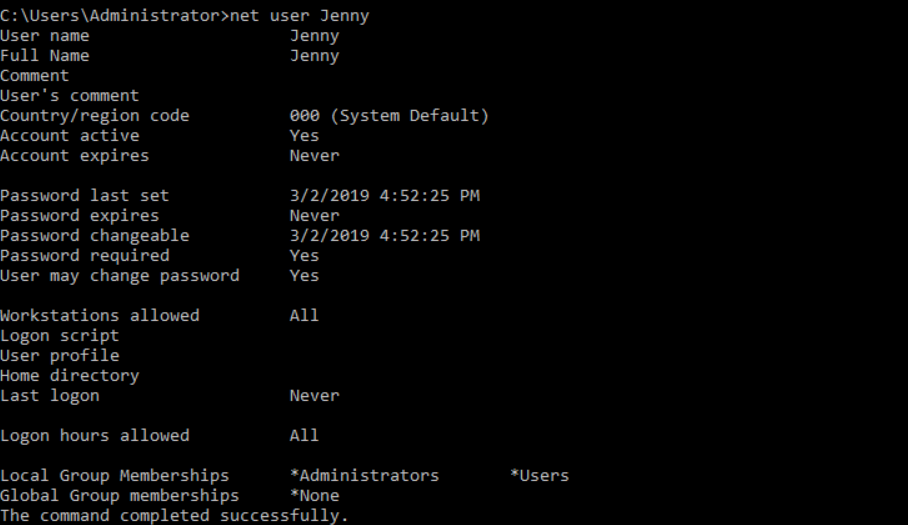 C:\Users\Administrator>net user Jenny
User name                    Jenny
Full Name                    Jenny
Comment
User's comment
Country/region code          000 (System Default)
Account active               Yes
Account expires              Never

Password last set            3/2/2019 4:52:25 PM
Password expires             Never
Password changeable          3/2/2019 4:52:25 PM
Password required            Yes
User may change password     Yes

Workstations allowed         All
Logon script
User profile
Home directory
Last logon                   Never

Logon hours allowed          All

Local Group Memberships      *Administrators       *Users
Global Group memberships     *None
The command completed successfully.